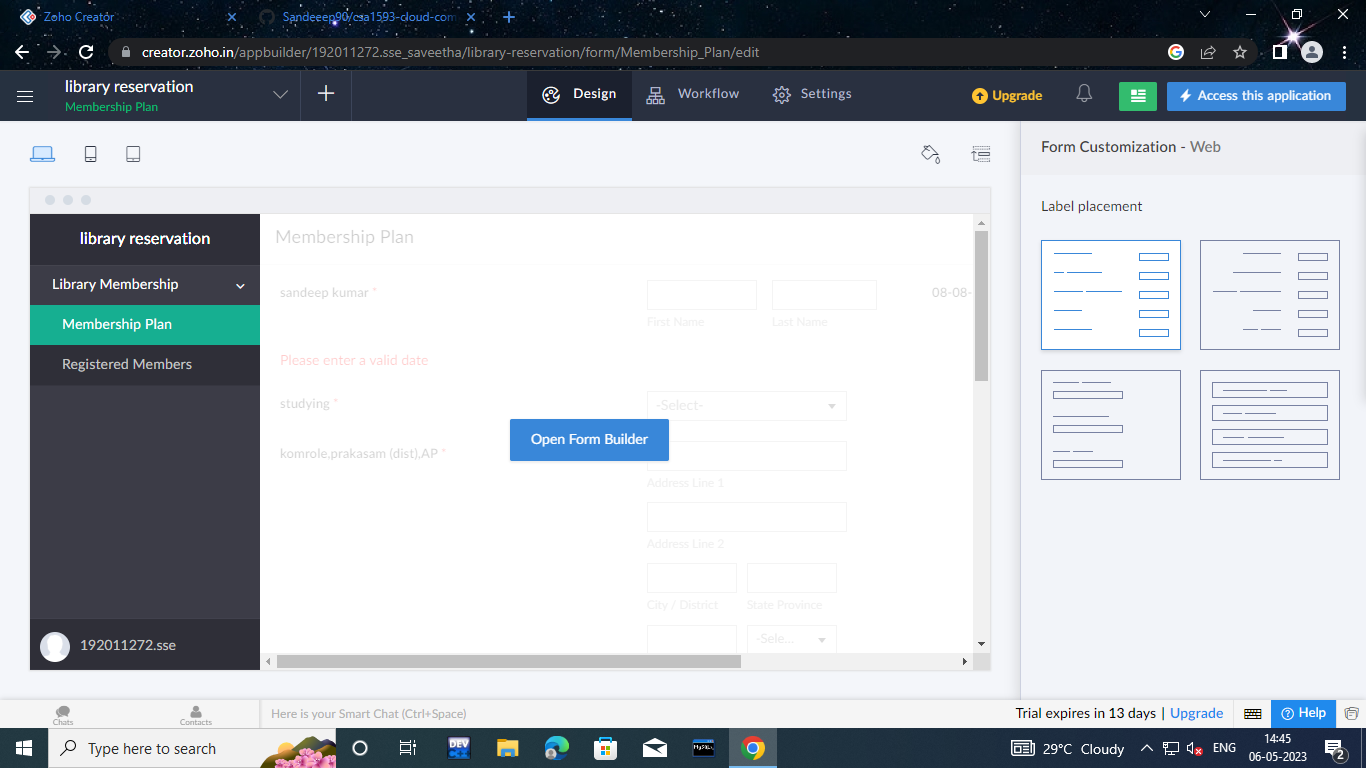 Zoho Creator
Sandeeep90/csa1593-cloud-com
creator.zoho.in/appbuilder/192011272.sse_saveetha/library-reservation/form/Membership_Plan/edit
library reservation
Membership Plan
Design
Workflow
Settings
Upgrade
Access this application
Form Customization - Web
Label placement
library reservation
Library Membership
Membership Plan
Registered Members
192011272.sse
Membership Plan
sandeep kumar *
First Name
Last Name
08-08-
Please enter a valid date
studying *
-Select-
Open Form Builder
komrole,prakasam (dist),AP *
Address Line 1
Address Line 2
City / District
State Province
-Sele...
Chats
Contacts
Here is your Smart Chat (Ctrl+Space)
Trial expires in 13 days | Upgrade
Help
Type here to search
DEV
MySQL
29°C Cloudy
ENG
14:45
06-05-2023
2